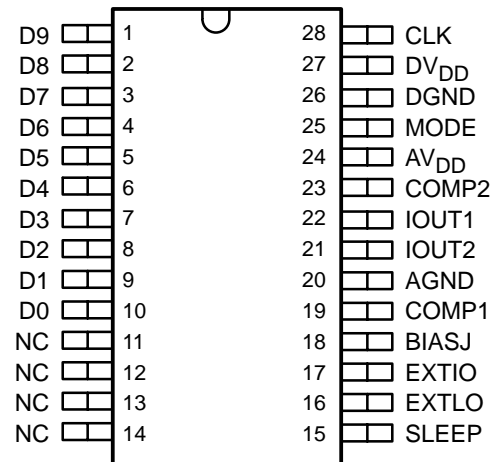 D9 1 28 CLK
D8 2 27 DVDD
D7 3 26 DGND
D6 4 25 MODE
D5 5 24 AVDD
D4 6 23 COMP2
D3 7 22 IOUT1
D2 8 21 IOUT2
D1 9 20 AGND
D0 10 19 COMP1
NC 11 18 BIASJ
NC 12 17 EXTIO
NC 13 16 EXTLO
NC 14 15 SLEEP